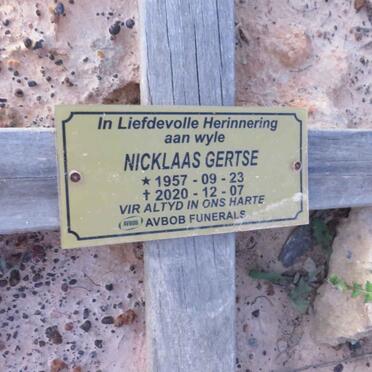 In Liefdevolle Herinnering
aan wyle
NICKLAAS GERTSE
★ 1957 - 09 - 23
✝ 2020 - 12 - 07
VIR ALTYD IN ONS HARTE
AVBOB AVBOB FUNERALS